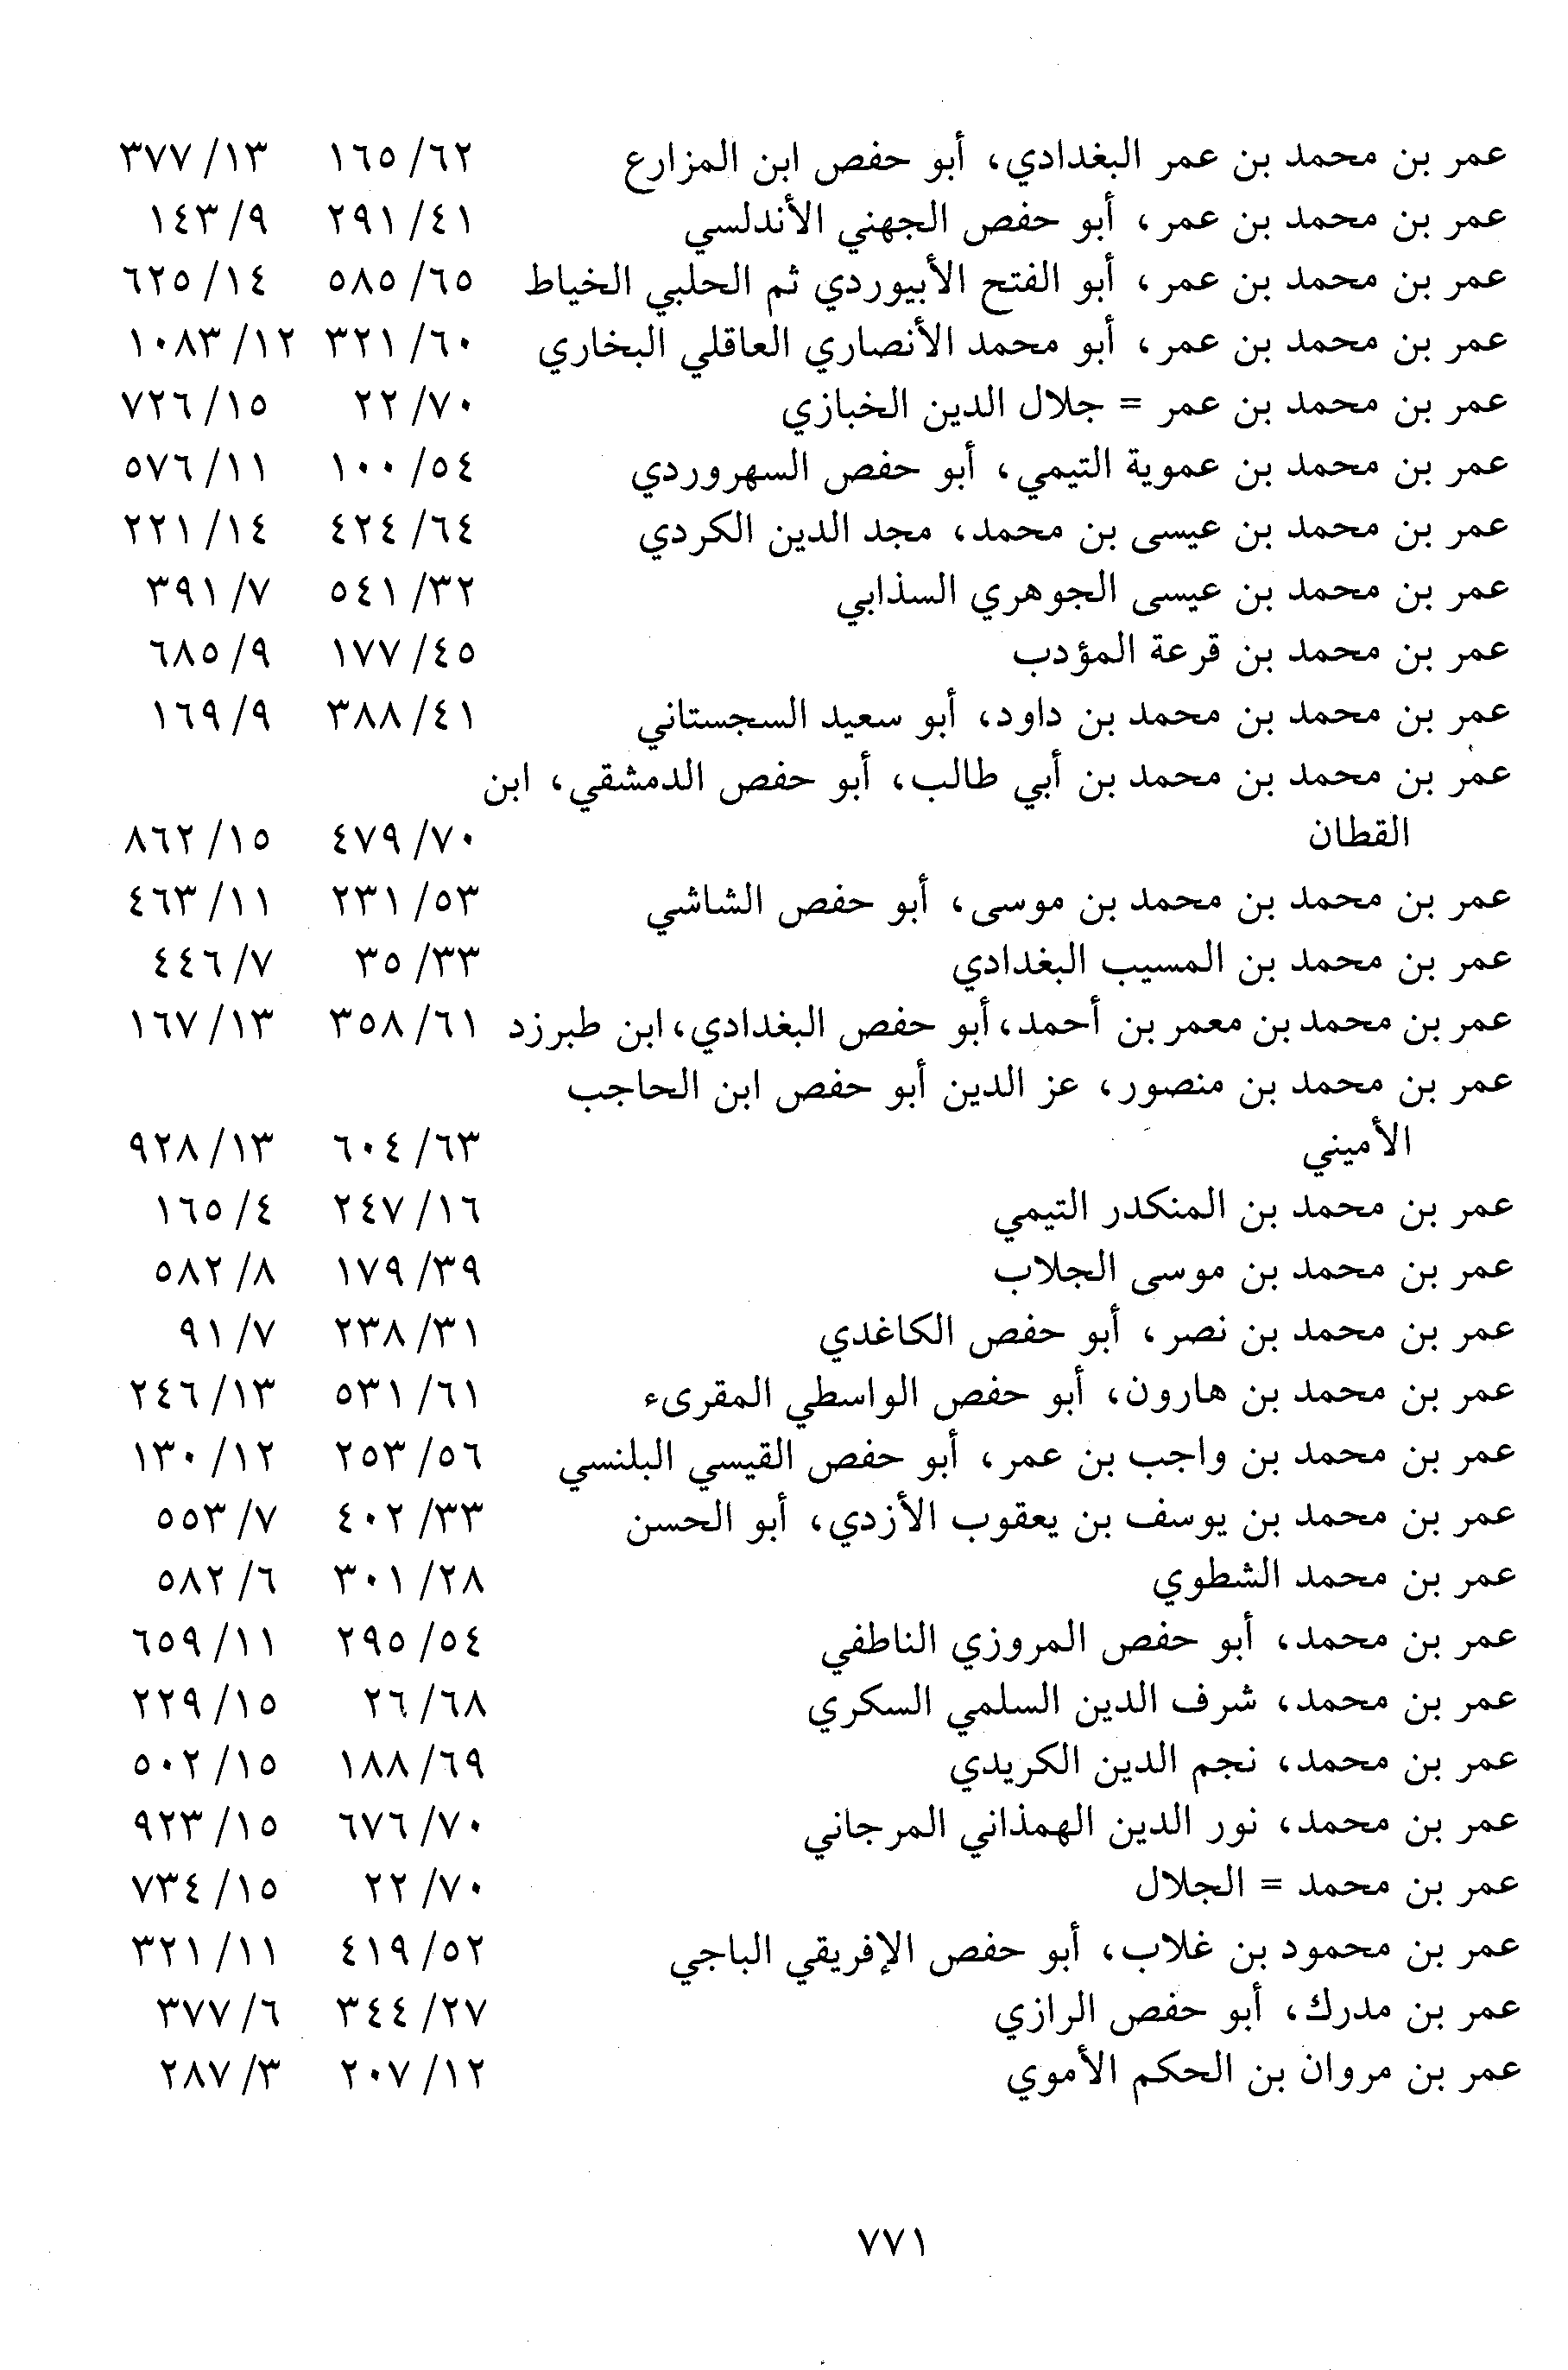 عمر بن محمد بن عمر البغدادي، أبو حفص ابن المزارع ٦٢/ ١٦٥ ١٣/ ٣٧٧
عمر بن محمد بن عمر، أبو حفص الجهني الأندلسي ٤١/ ٢٩١ ٩/ ١٤٣
عمر بن محمد بن عمر، أبو الفتح الأبيوردي ثم الحلبي الخياط ٦٥/ ٥٨٥ ١٤/ ٦٢٥
عمر بن محمد بن عمر، أبو محمد الأنصاري العاقلي البخاري ٦٠/ ٣٢١ ١٢/ ١٠٨٣
عمر بن محمد بن عمر = جلال الدين الخبازي ٧٠/ ٢٢ ١٥/ ٧٢٦
عمر بن محمد بن عموية التيمي، أبو حفص السهروردي ٥٤/ ١٠٠ ١١/ ٥٧٦
عمر بن محمد بن عيسى بن محمد، مجد الدين الكردي ٦٤/ ٤٢٤ ١٤/ ٢٢١
عمر بن محمد بن عيسى الجوهري السذابي ٣٢/ ٥٤١ ٧/ ٣٩١
عمر بن محمد بن قرعة المؤدب ٤٥/ ١٧٧ ٩/ ٦٨٥
عمر بن محمد بن محمد بن داود، أبو سعيد السجستاني ٤١/ ٣٨٨ ٩/ ١٦٩
عمر بن محمد بن محمد بن أبي طالب، أبو حفص الدمشقي، ابن
القطان ٧٠/ ٤٧٩ ١٥/ ٨٦٢
عمر بن محمد بن محمد بن موسى، أبو حفص الشاشي ٥٣/ ٢٣١ ١١/ ٤٦٣
عمر بن محمد بن المسيب البغدادي ٣٣/ ٣٥ ٧/ ٤٤٦
عمر بن محمد بن معمر بن أحمد، أبو حفص البغدادي، ابن طبرزد ٦١/ ٣٥٨ ١٣/ ١٦٧
عمر بن محمد بن منصور، عز الدين أبو حفص ابن الحاجب
الأميني ٦٣/ ٦٠٤ ١٣/ ٩٢٨
عمر بن محمد بن المنكدر التيمي ١٦/ ٢٤٧ ٤/ ١٦٥
عمر بن محمد بن موسى الجلاب ٣٩/ ١٧٩ ٨/ ٥٨٢
عمر بن محمد بن نصر، أبو حفص الكاغدي ٣١/ ٢٣٨ ٧/ ٩١
عمر بن محمد بن هارون، أبو حفص الواسطي المقرىء ٦١/ ٥٣١ ١٣/ ٢٤٦
عمر بن محمد بن واجب بن عمر، أبو حفص القيسي البلنسي ٥٦/ ٢٥٣ ١٢/ ١٣٠
عمر بن محمد بن يوسف بن يعقوب الأزدي، أبو الحسن ٣٣/ ٤٠٢ ٧/ ٥٥٣
عمر بن محمد الشطوي ٢٨/ ٣٠١ ٦/ ٥٨٢
عمر بن محمد، أبو حفص المروزي الناطفي ٥٤/ ٢٩٥ ١١/ ٦٥٩
عمر بن محمد، شرف الدين السلمي السكري ٦٨/ ٢٦ ١٥/ ٢٢٩
عمر بن محمد، نجم الدين الكريدي ٦٩/ ١٨٨ ١٥/ ٥٠٢
عمر بن محمد، نور الدين الهمذاني المرجاني ٧٠/ ٦٧٦ ١٥/ ٩٢٣
عمر بن محمد = الجلال ٧٠/ ٢٢ ١٥/ ٧٣٤
عمر بن محمود بن غلاب، أبو حفص الإفريقي الباجي ٥٢/ ٤١٩ ١١/ ٣٢١
عمر بن مدرك، أبو حفص الرازي ٢٧/ ٣٤٤ ٦/ ٣٧٧
عمر بن مروان بن الحكم الأموي ١٢/ ٢٠٧ ٣/ ٢٨٧
٧٧١